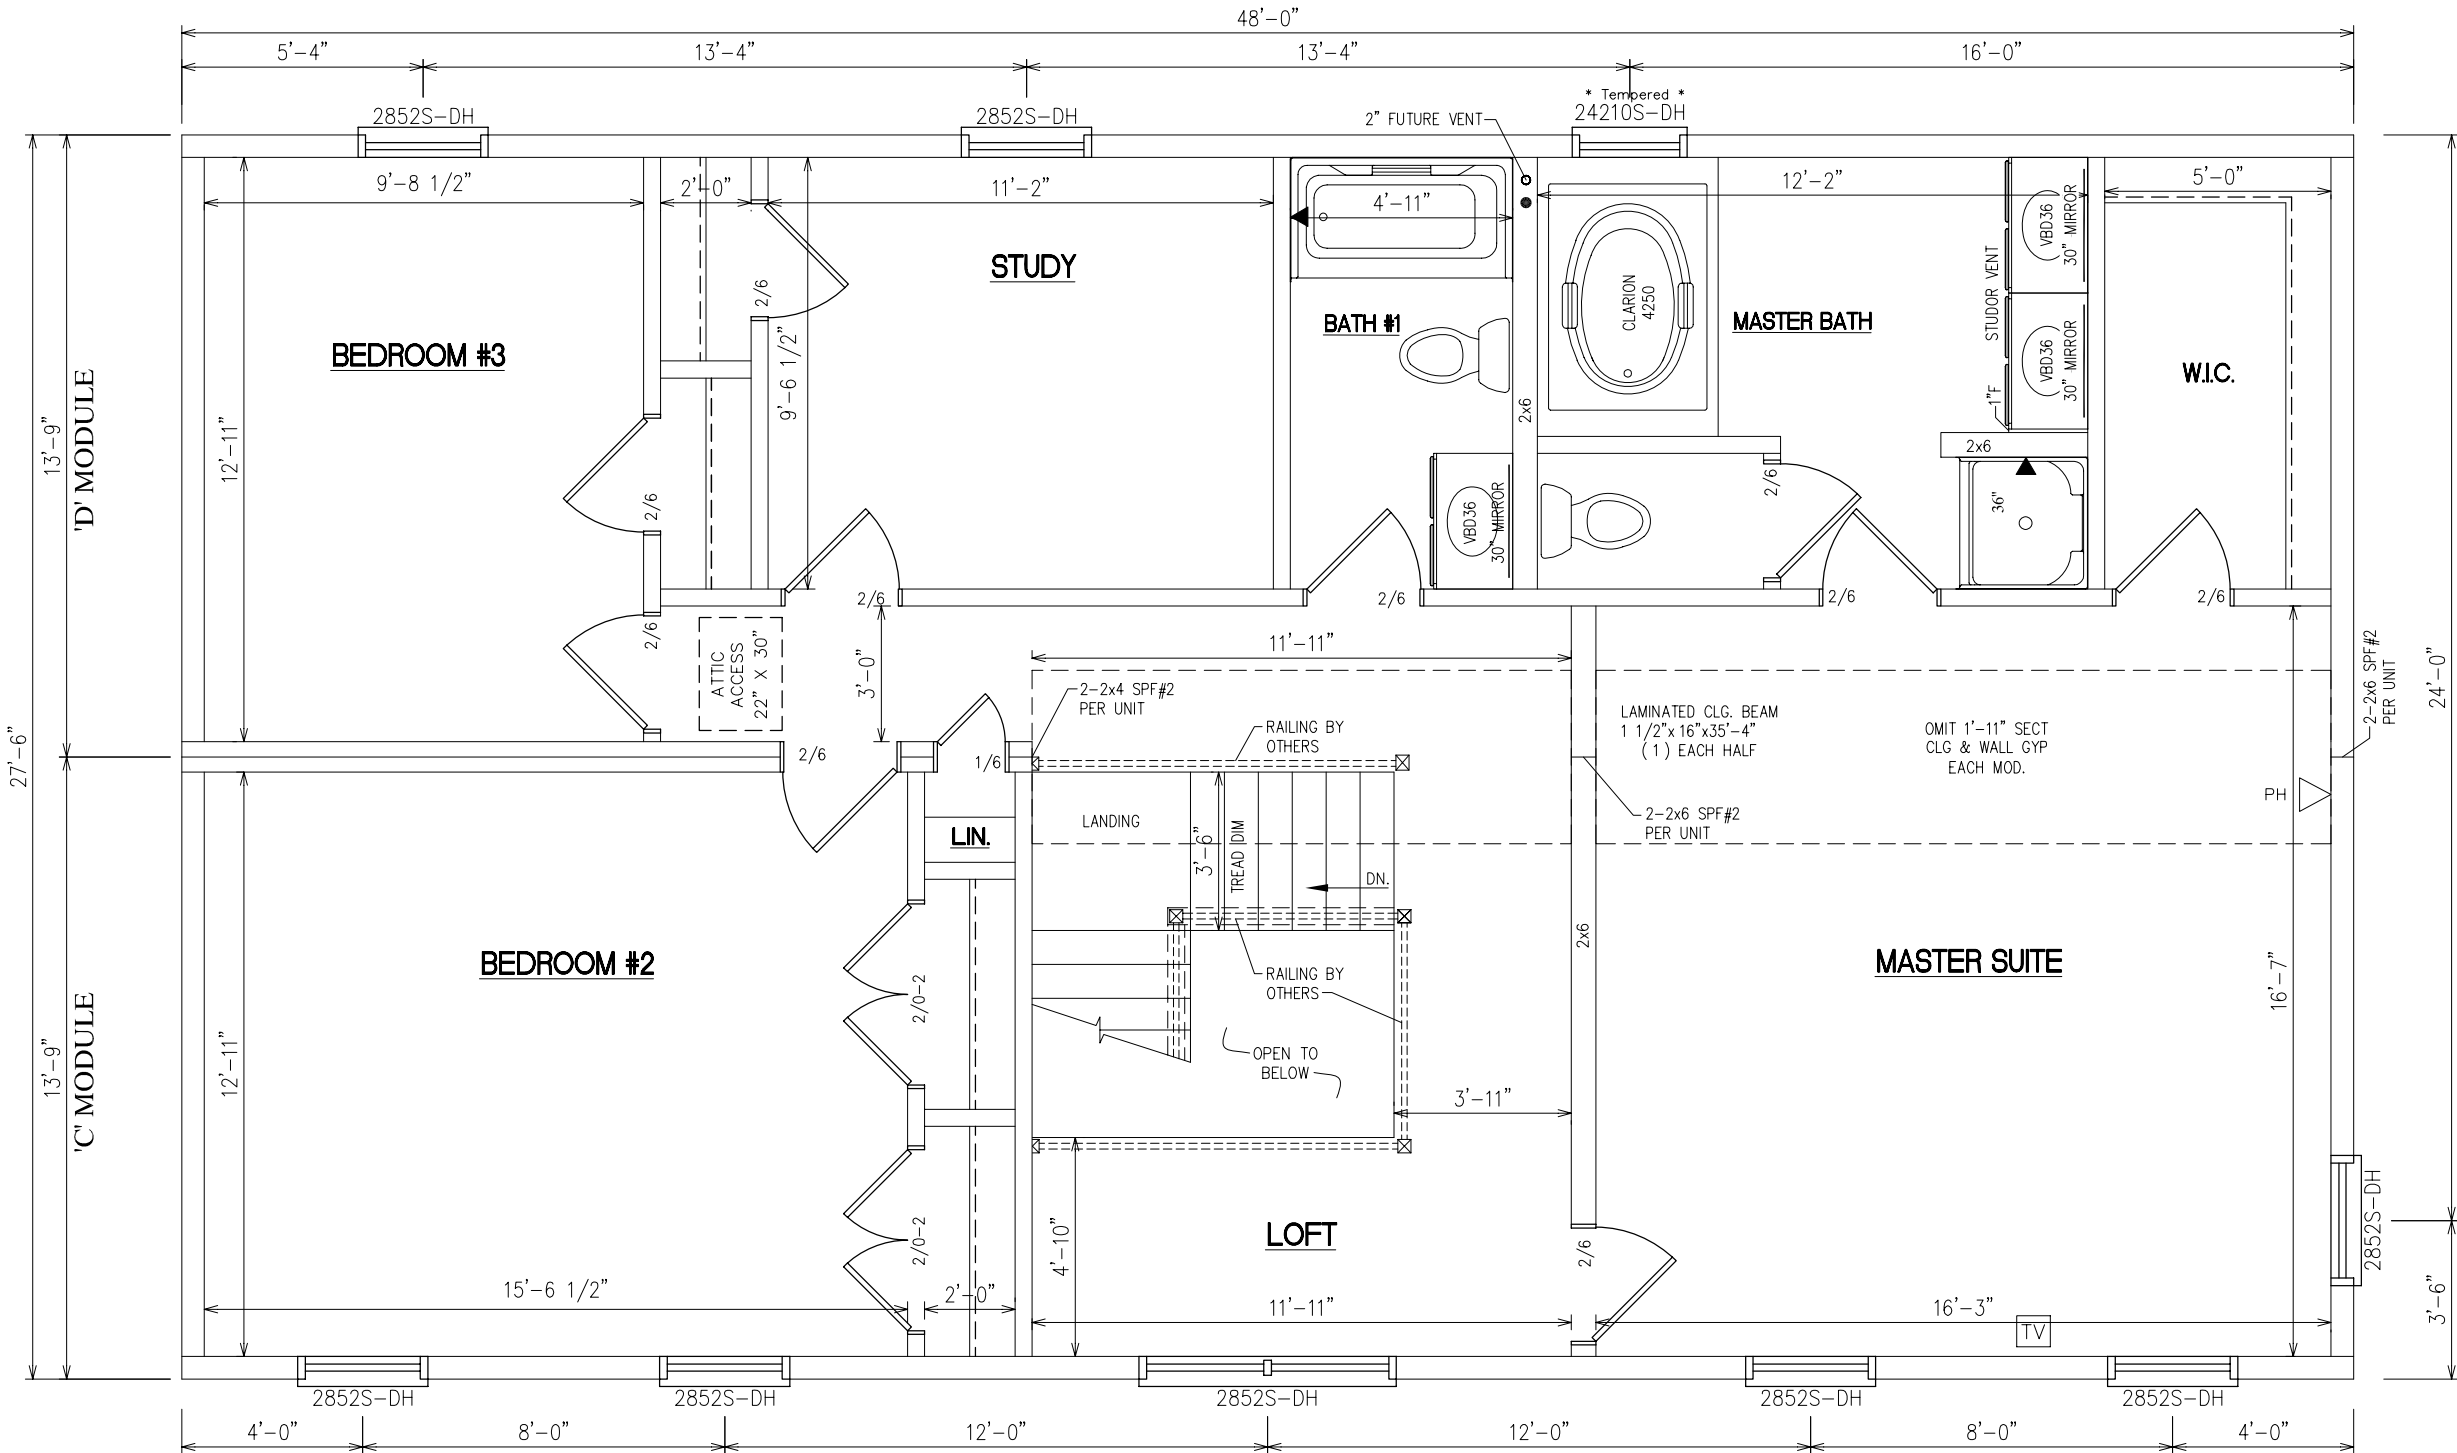 48'-0"
5'-4"
13'-4"
13'-4"
16'-0"
2852S-DH
2852S-DH
2" FUTURE VENT
* Tempered *
24210S-DH
9'-8 1/2"
2'-0"
11'-2"
4'-11"
12'-2"
5'-0"
VBD36
30" MIRROR
STUDY
2/6
CLARION
4250
STUDOR VENT
BEDROOM #3
BATH #1
MASTER BATH
VBD36
30" MIRROR
W.I.C.
9'-6 1/2"
1"F
2x6
2x6
13'-9"
'D' MODULE
12'-11"
2/6
2/6
36"
VBD36
30" MIRROR
2/6
2/6
2/6
2/6
2/6
ATTIC
ACCESS
22" X 30"
3'-0"
11'-11"
2-2x4 SPF#2
PER UNIT
RAILING BY
OTHERS
LAMINATED CLG. BEAM
1 1/2"x 16"x35'-4"
( 1 ) EACH HALF
OMIT 1'-11" SECT
CLG & WALL GYP
EACH MOD.
2-2x6 SPF#2
PER UNIT
24'-0"
27'-6"
2/6
1/6
PH
LANDING
LIN.
3'-6"
TREAD DIM
DN.
2-2x6 SPF#2
PER UNIT
BEDROOM #2
2x6
MASTER SUITE
RAILING BY
OTHERS
2/0-2
16'-7"
13'-9"
'C' MODULE
12'-11"
OPEN TO
BELOW
3'-11"
2852S-DH
2/0-2
4'-10"
LOFT
2/6
15'-6 1/2"
2'-0"
11'-11"
16'-3"
TV
3'-6"
2852S-DH
2852S-DH
2852S-DH
2852S-DH
2852S-DH
4'-0"
8'-0"
12'-0"
12'-0"
8'-0"
4'-0"